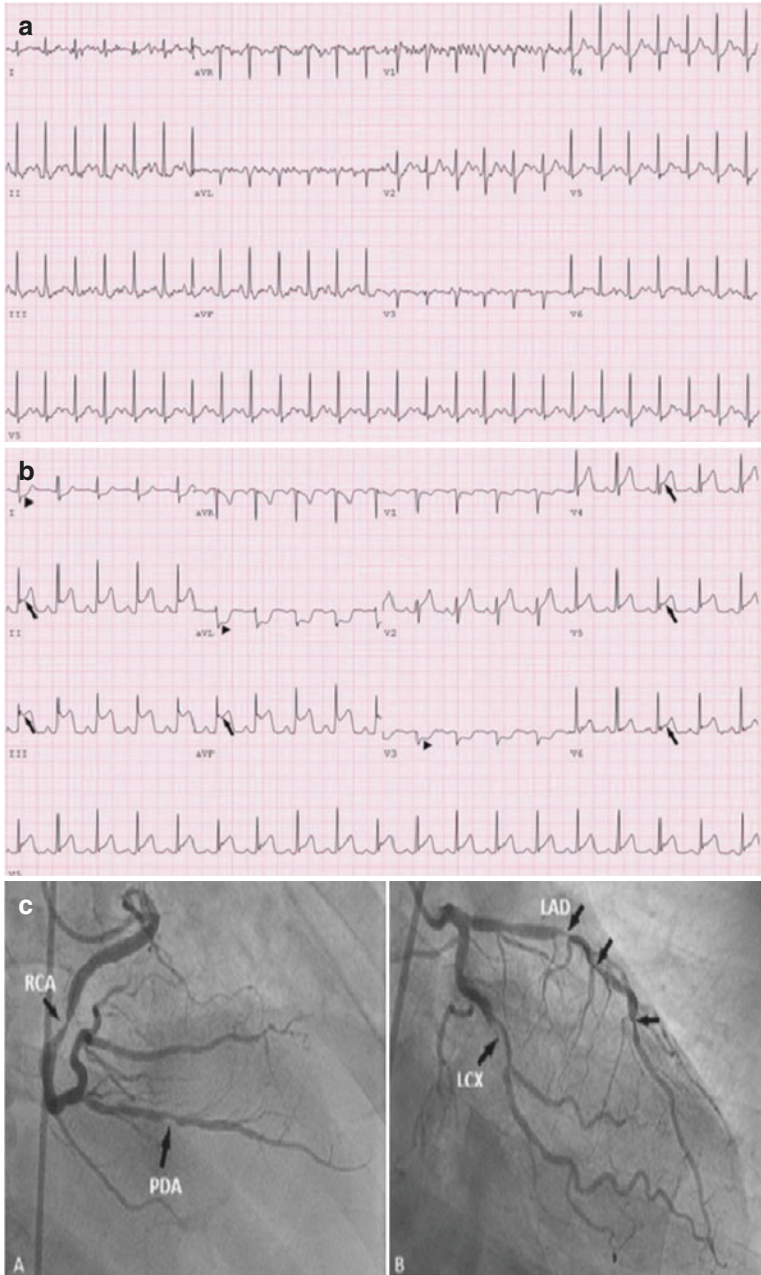 a
I aVR V1 V4
II aVL V2 V5
III aVF V3 V6
V5
b
I aVR V1 V4
II aVL V2 V5
III aVF V3 V6
V5
c
LAD
RCA
LCX
PDA
A B